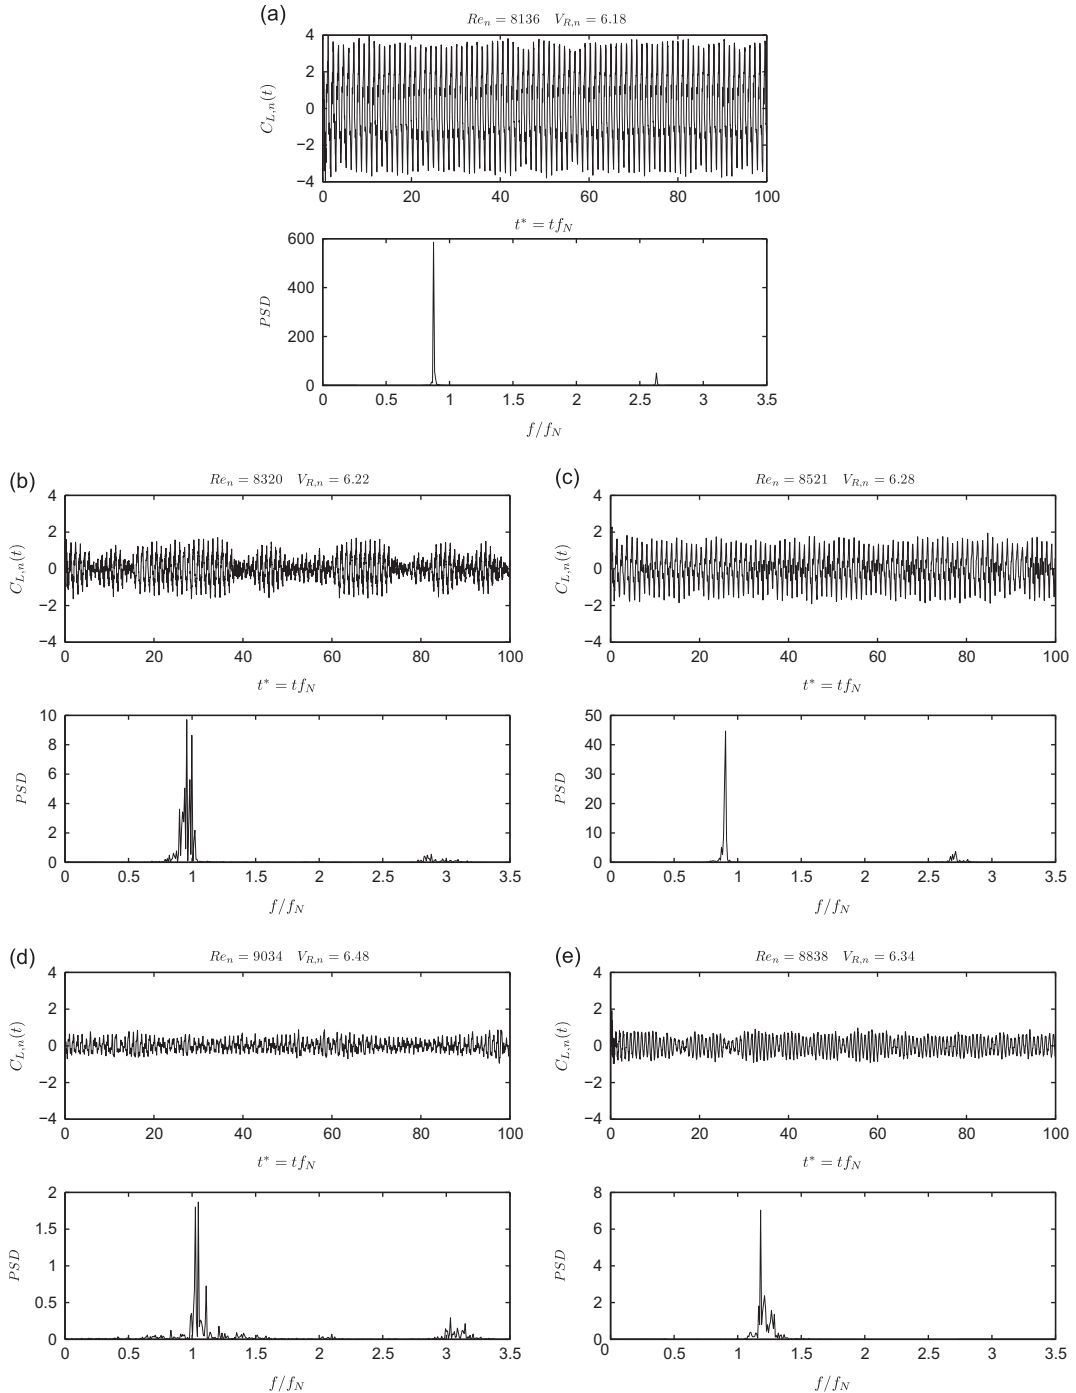 (a)
Re_n = 8136 V_{R,n} = 6.18
4
2
0
−2
−4
C_{L,n}(t)
0 20 40 60 80 100
t* = tf_N
600
400
200
0
PSD
0 0.5 1 1.5 2 2.5 3 3.5
f/f_N
(b)
Re_n = 8320 V_{R,n} = 6.22
4
2
0
−2
−4
C_{L,n}(t)
0 20 40 60 80 100
t* = tf_N
10
8
6
4
2
0
PSD
0 0.5 1 1.5 2 2.5 3 3.5
f/f_N
(c)
Re_n = 8521 V_{R,n} = 6.28
4
2
0
−2
−4
C_{L,n}(t)
0 20 40 60 80 100
t* = tf_N
50
40
30
20
10
0
PSD
0 0.5 1 1.5 2 2.5 3 3.5
f/f_N
(d)
Re_n = 9034 V_{R,n} = 6.48
4
2
0
−2
−4
C_{L,n}(t)
0 20 40 60 80 100
t* = tf_N
2
1.5
1
0.5
0
PSD
0 0.5 1 1.5 2 2.5 3 3.5
f/f_N
(e)
Re_n = 8838 V_{R,n} = 6.34
4
2
0
−2
−4
C_{L,n}(t)
0 20 40 60 80 100
t* = tf_N
8
6
4
2
0
PSD
0 0.5 1 1.5 2 2.5 3 3.5
f/f_N